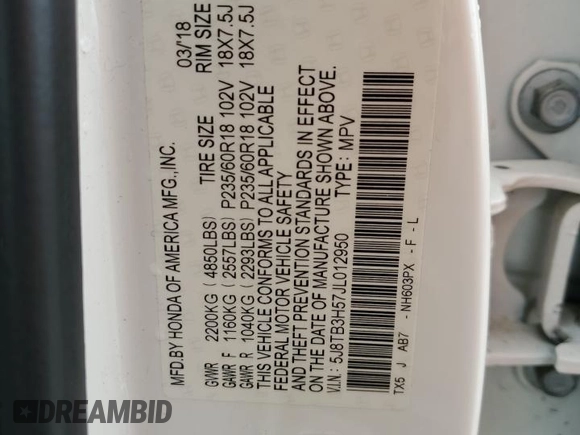 MFD.BY HONDA OF AMERICA MFG.,INC. 03/'18
TIRE SIZE RIM SIZE
GVWR 2200KG (4850LBS)
GAWR F 1160KG (2557LBS) P235/60R18 102V 18X7.5J
GAWR R 1040KG (2293LBS) P235/60R18 102V 18X7.5J
THIS VEHICLE CONFORMS TO ALL APPLICABLE
FEDERAL MOTOR VEHICLE SAFETY
AND THEFT PREVENTION STANDARDS IN EFFECT
ON THE DATE OF MANUFACTURE SHOWN ABOVE.
V.I.N.: 5J8TB3H57JL012950 TYPE: MPV
TX5 J AB7 -NH603PX - F - L
DREAMBID